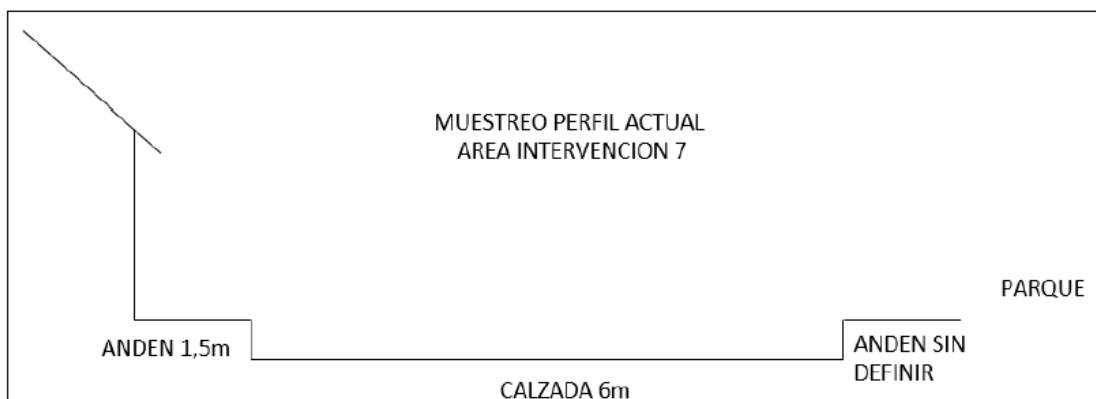 MUESTREO PERFIL ACTUAL
AREA INTERVENCION 7
PARQUE
ANDEN 1,5m
ANDEN SIN
DEFINIR
CALZADA 6m